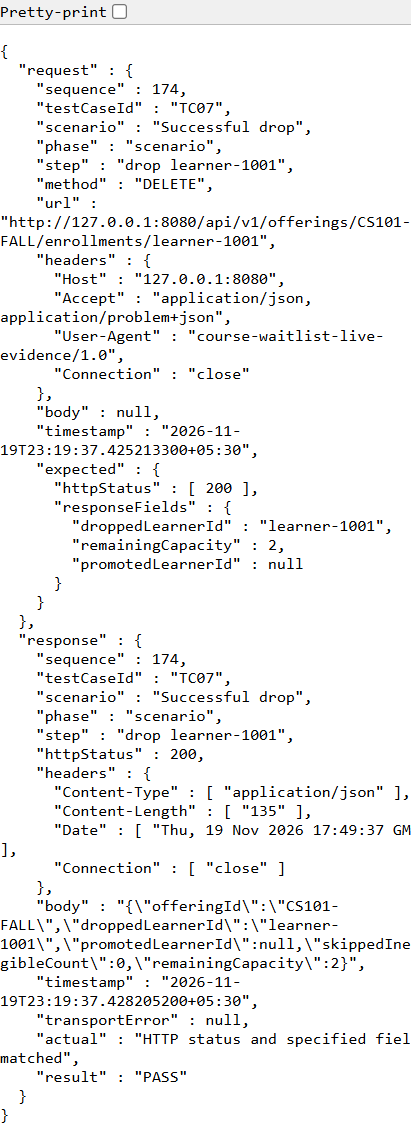 Pretty-print
{
  "request" : {
    "sequence" : 174,
    "testCaseId" : "TC07",
    "scenario" : "Successful drop",
    "phase" : "scenario",
    "step" : "drop learner-1001",
    "method" : "DELETE",
    "url" :
"http://127.0.0.1:8080/api/v1/offerings/CS101-
FALL/enrollments/learner-1001",
    "headers" : {
      "Host" : "127.0.0.1:8080",
      "Accept" : "application/json,
application/problem+json",
      "User-Agent" : "course-waitlist-live-
evidence/1.0",
      "Connection" : "close"
    },
    "body" : null,
    "timestamp" : "2026-11-
19T23:19:37.425213300+05:30",
    "expected" : {
      "httpStatus" : [ 200 ],
      "responseFields" : {
        "droppedLearnerId" : "learner-1001",
        "remainingCapacity" : 2,
        "promotedLearnerId" : null
      }
    }
  },
  "response" : {
    "sequence" : 174,
    "testCaseId" : "TC07",
    "scenario" : "Successful drop",
    "phase" : "scenario",
    "step" : "drop learner-1001",
    "httpStatus" : 200,
    "headers" : {
      "Content-Type" : [ "application/json" ],
      "Content-Length" : [ "135" ],
      "Date" : [ "Thu, 19 Nov 2026 17:49:37 GM
],
      "Connection" : [ "close" ]
    },
    "body" : "{\"offeringId\":\"CS101-
FALL\",\"droppedLearnerId\":\"learner-
1001\",\"promotedLearnerId\":null,\"skippedIne
gibleCount\":0,\"remainingCapacity\":2}",
    "timestamp" : "2026-11-
19T23:19:37.428205200+05:30",
    "transportError" : null,
    "actual" : "HTTP status and specified fiel
matched",
    "result" : "PASS"
  }
}